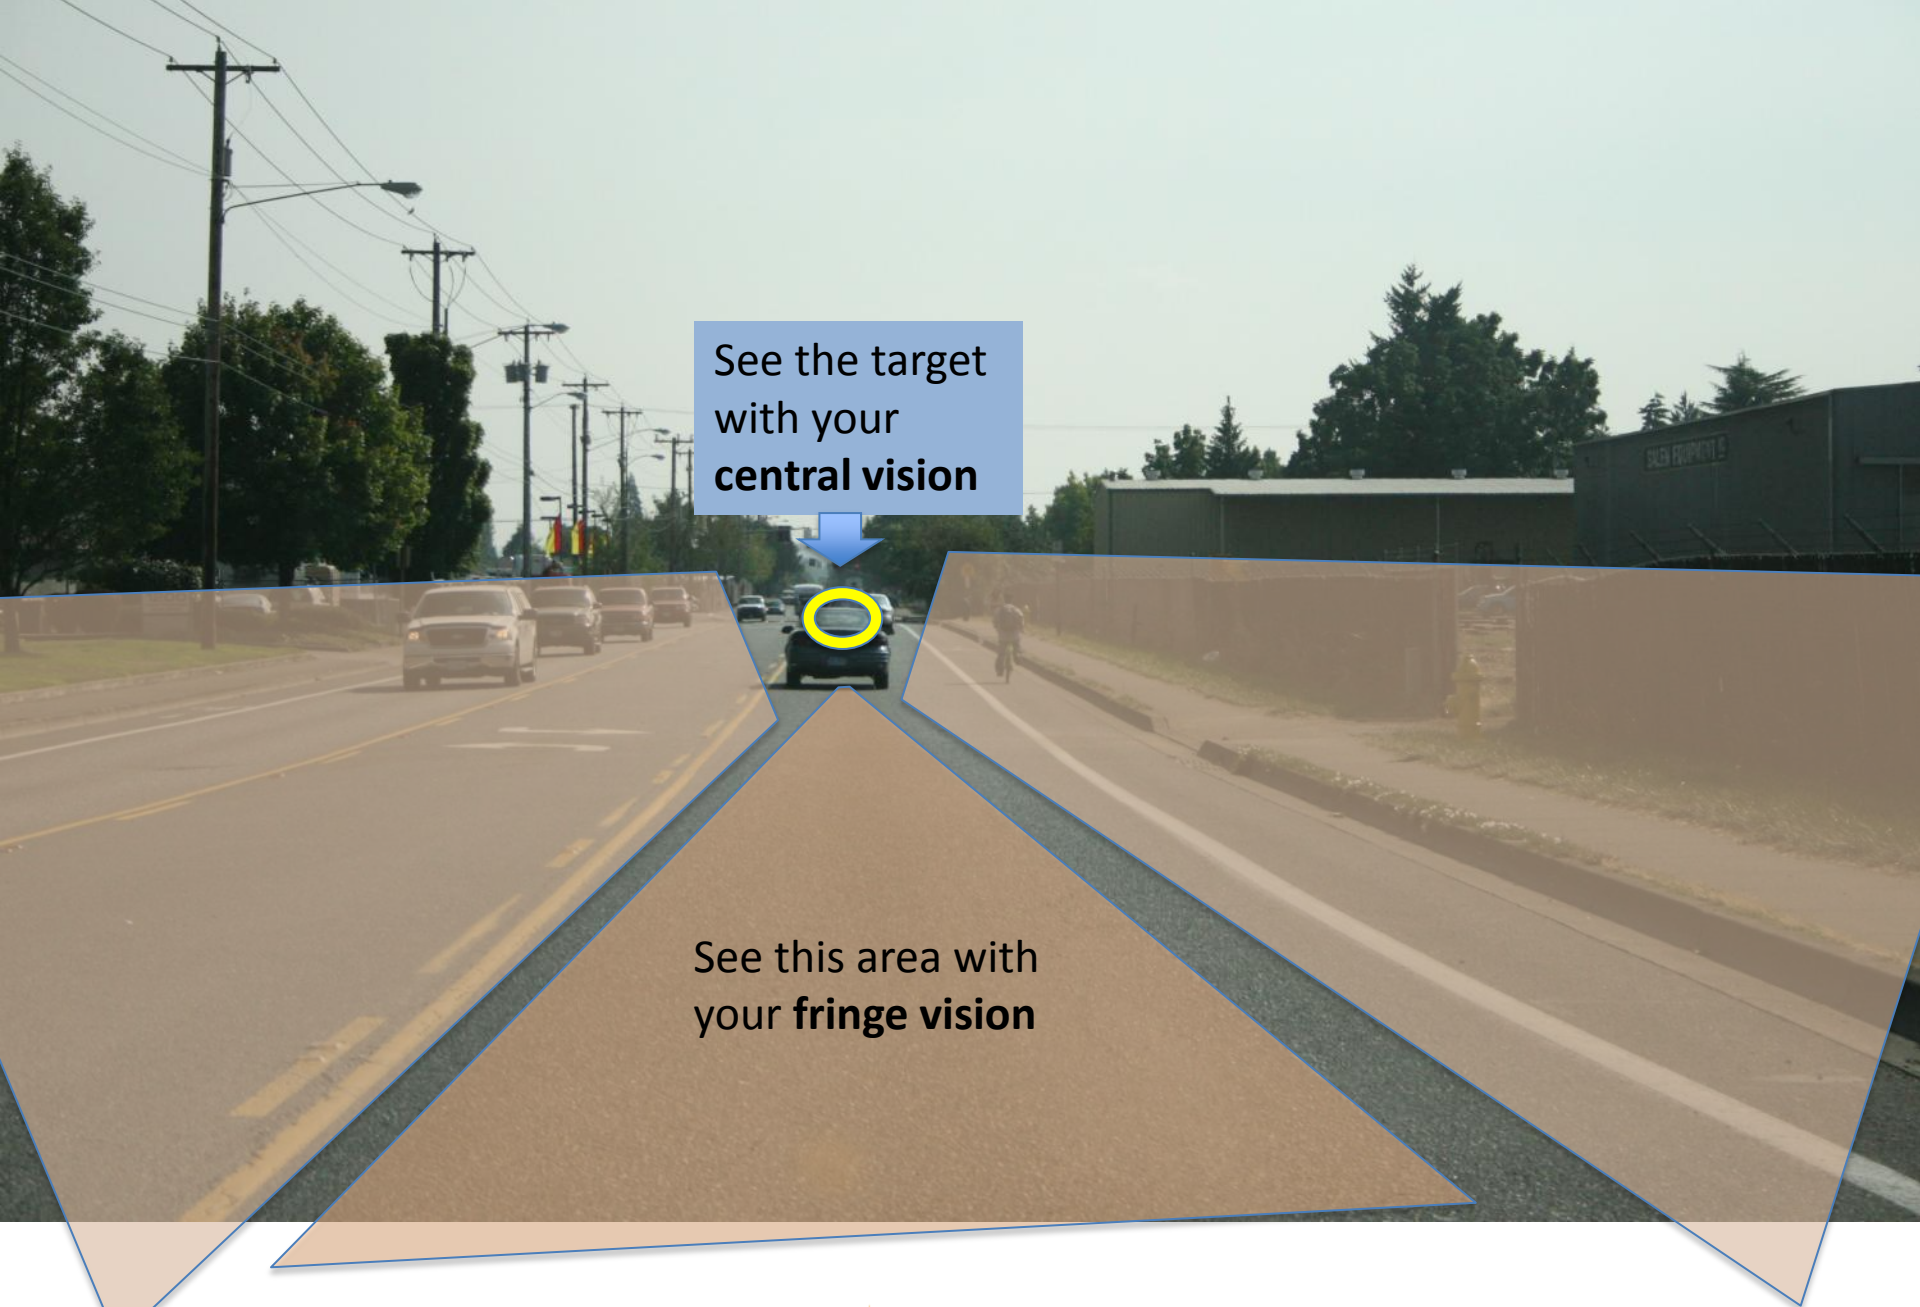 See the target
with your
central vision
See this area with
your fringe vision